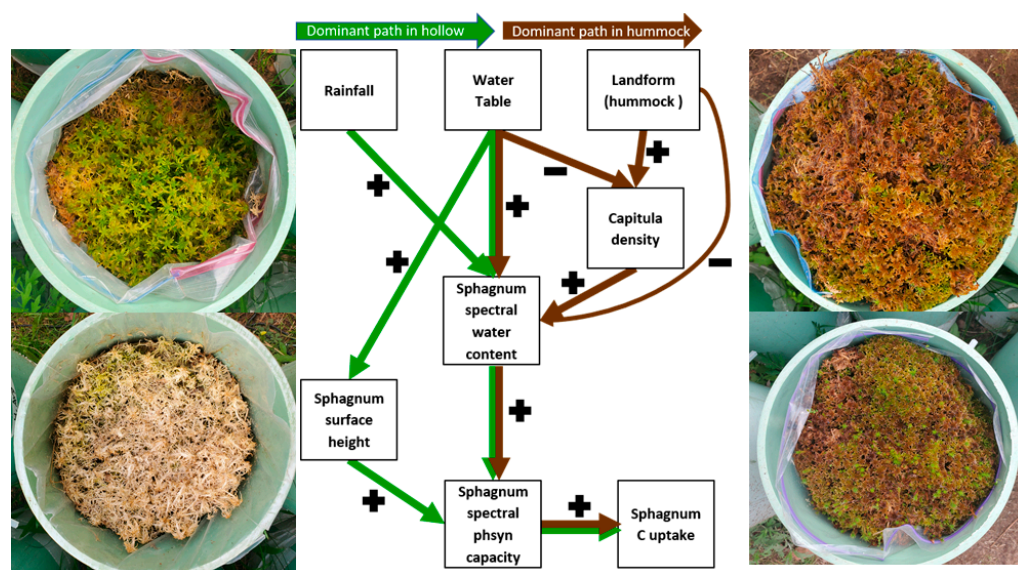 Dominant path in hollow
Dominant path in hummock
Rainfall
Water
Table
Landform
(hummock )
+
+
−
+
+
Capitula
density
+
−
Sphagnum
spectral
water
content
Sphagnum
surface
height
+
+
Sphagnum
spectral
phsyn
capacity
+
Sphagnum
C uptake